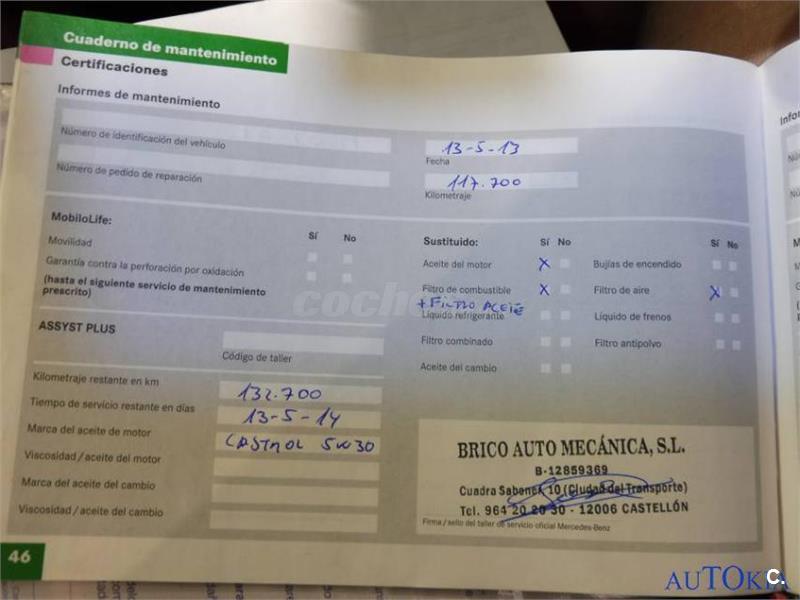 Cuaderno de mantenimiento
Certificaciones
Informes de mantenimiento
Número de identificación del vehículo
Número de pedido de reparación
13-5-13
Fecha
117.700
Kilometraje
MobiloLife:
Sí No
Movilidad
Garantía contra la perforación por oxidación
(hasta el siguiente servicio de mantenimiento
prescrito)
ASSYST PLUS
Código de taller
Kilometraje restante en km 132.700
Tiempo de servicio restante en días 13-5-14
Marca del aceite de motor CASTROL 5W30
Viscosidad/aceite del motor
Marca del aceite del cambio
Viscosidad/aceite del cambio
Sustituido: Sí No Sí No
Aceite del motor X Bujías de encendido
Filtro de combustible X Filtro de aire X
+ FILTRO ACEITE
Líquido refrigerante Líquido de frenos
Filtro combinado Filtro antipolvo
Aceite del cambio
BRICO AUTO MECÁNICA, S.L.
B-12859369
Cuadra Saboner, 10 (Ciudad del Transporte)
Tel. 964 20 20 30 - 12006 CASTELLÓN
Firma/sello del taller de servicio oficial Mercedes-Benz
46
C.